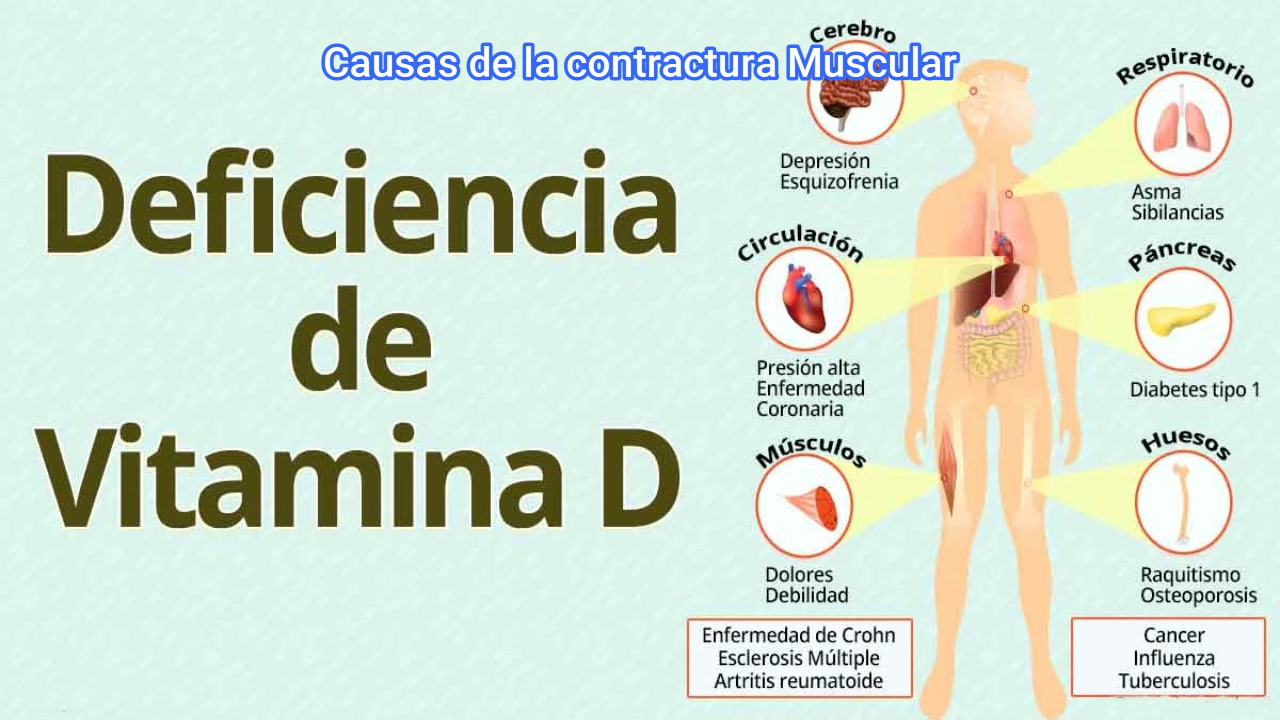 Causas de la contractura Muscular
Deficiencia
de
Vitamina D
Cerebro
Depresión
Esquizofrenia
Respiratorio
Asma
Sibilancias
Circulación
Presión alta
Enfermedad
Coronaria
Páncreas
Diabetes tipo 1
Músculos
Dolores
Debilidad
Huesos
Raquitismo
Osteoporosis
Enfermedad de Crohn
Esclerosis Múltiple
Artritis reumatoide
Cancer
Influenza
Tuberculosis